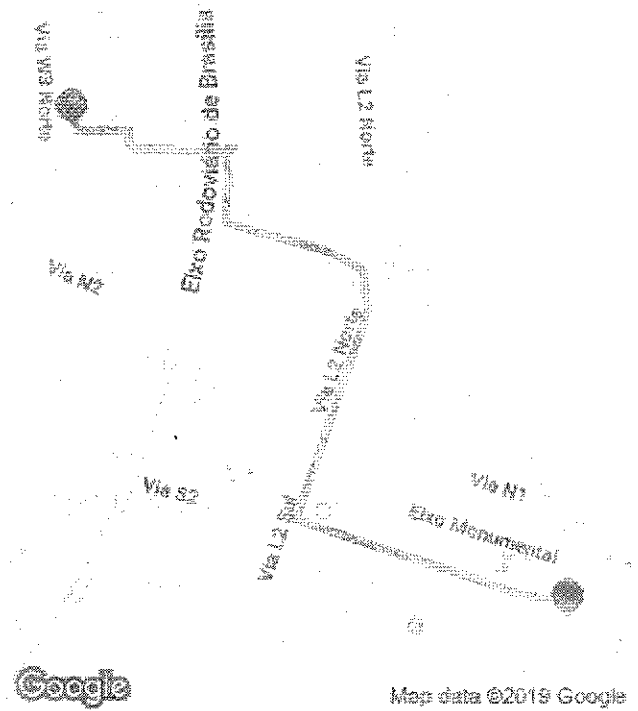 Via W3 Norte
Eixo Rodoviário de Brasília
Via L2 Norte
Via N2
Via L2 Norte
Via S2
Via L2 Sul
Via N1
Eixo Monumental
Google
Map data ©2019 Google